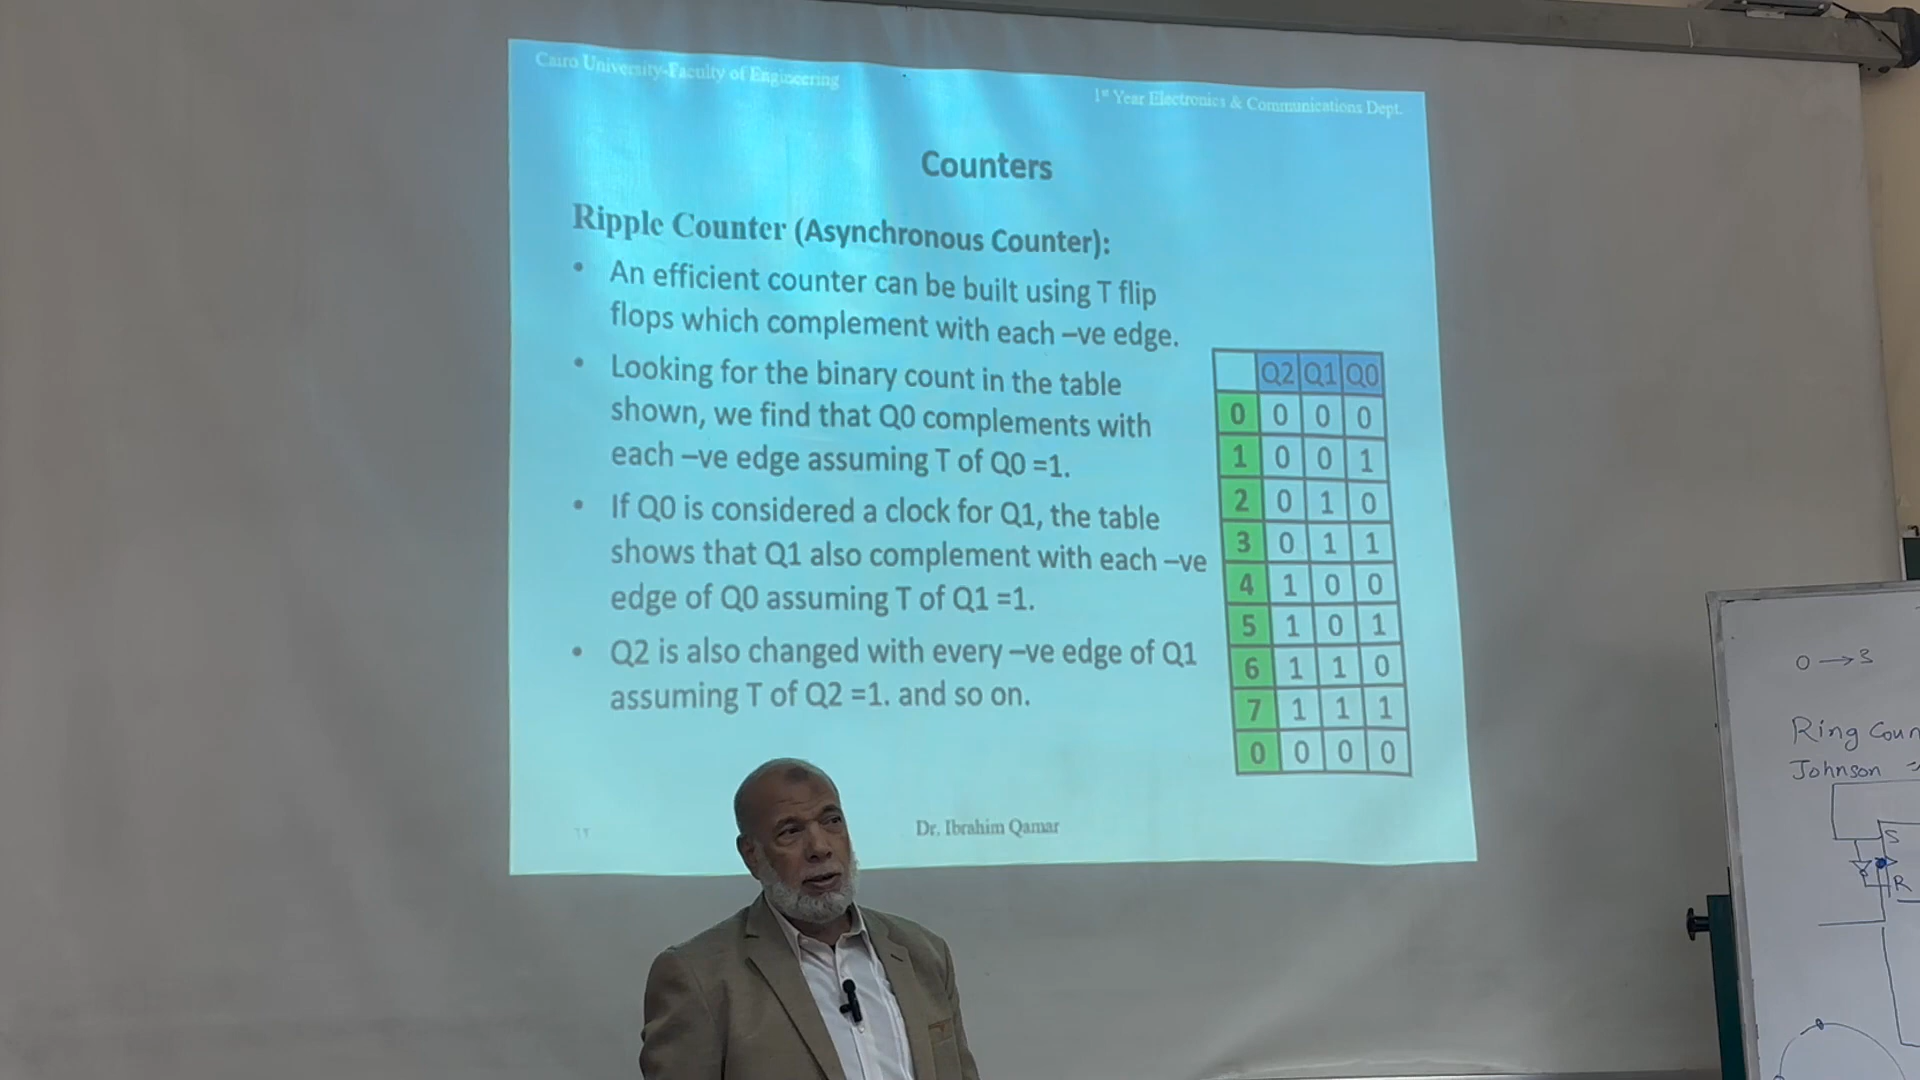 Cairo University-Faculty of Engineering
1st Year Electronics & Communications Dept.
Counters
Ripple Counter (Asynchronous Counter):
• An efficient counter can be built using T flip
flops which complement with each –ve edge.
• Looking for the binary count in the table
shown, we find that Q0 complements with
each –ve edge assuming T of Q0 =1.
• If Q0 is considered a clock for Q1, the table
shows that Q1 also complement with each –ve
edge of Q0 assuming T of Q1 =1.
• Q2 is also changed with every –ve edge of Q1
assuming T of Q2 =1. and so on.
Q2 Q1 Q0
0 0 0 0
1 0 0 1
2 0 1 0
3 0 1 1
4 1 0 0
5 1 0 1
6 1 1 0
7 1 1 1
0 0 0 0
Dr. Ibrahim Qamar
0 → 3
Ring Coun
Johnson
S
R